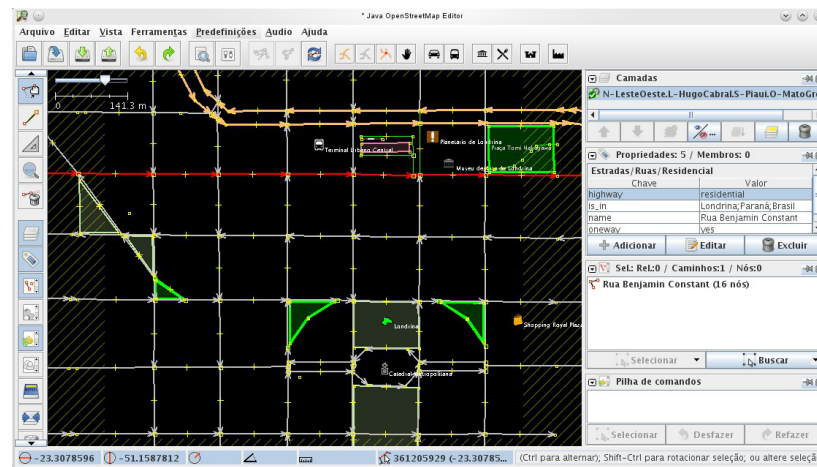 * Java OpenStreetMap Editor
Arquivo Editar Vista Ferramentas Predefinições Audio Ajuda
0 141.3 m
Terminal Urbano Central
Planetário de Londrina
Praça Tomi Nakagawa
Museu de Arte de Londrina
Londrina
Shopping Royal Plaza
Catedral Metropolitana
Camadas
N-LesteOeste.L-HugoCabral.S-Piaui.O-MatoGro
Propriedades: 5 / Membros: 0
Estradas/Ruas/Residencial
Chave Valor
highway residential
is_in Londrina;Paraná;Brasil
name Rua Benjamin Constant
oneway yes
Adicionar Editar Excluir
Sel: Rel.:0 / Caminhos:1 / Nós:0
Rua Benjamin Constant (16 nós)
Selecionar Buscar
Pilha de comandos
Selecionar Desfazer Refazer
-23.3078596 -51.1587812 361205929 (-23.30785... (Ctrl para alternar); Shift-Ctrl para rotacionar seleção; ou altere seleçã